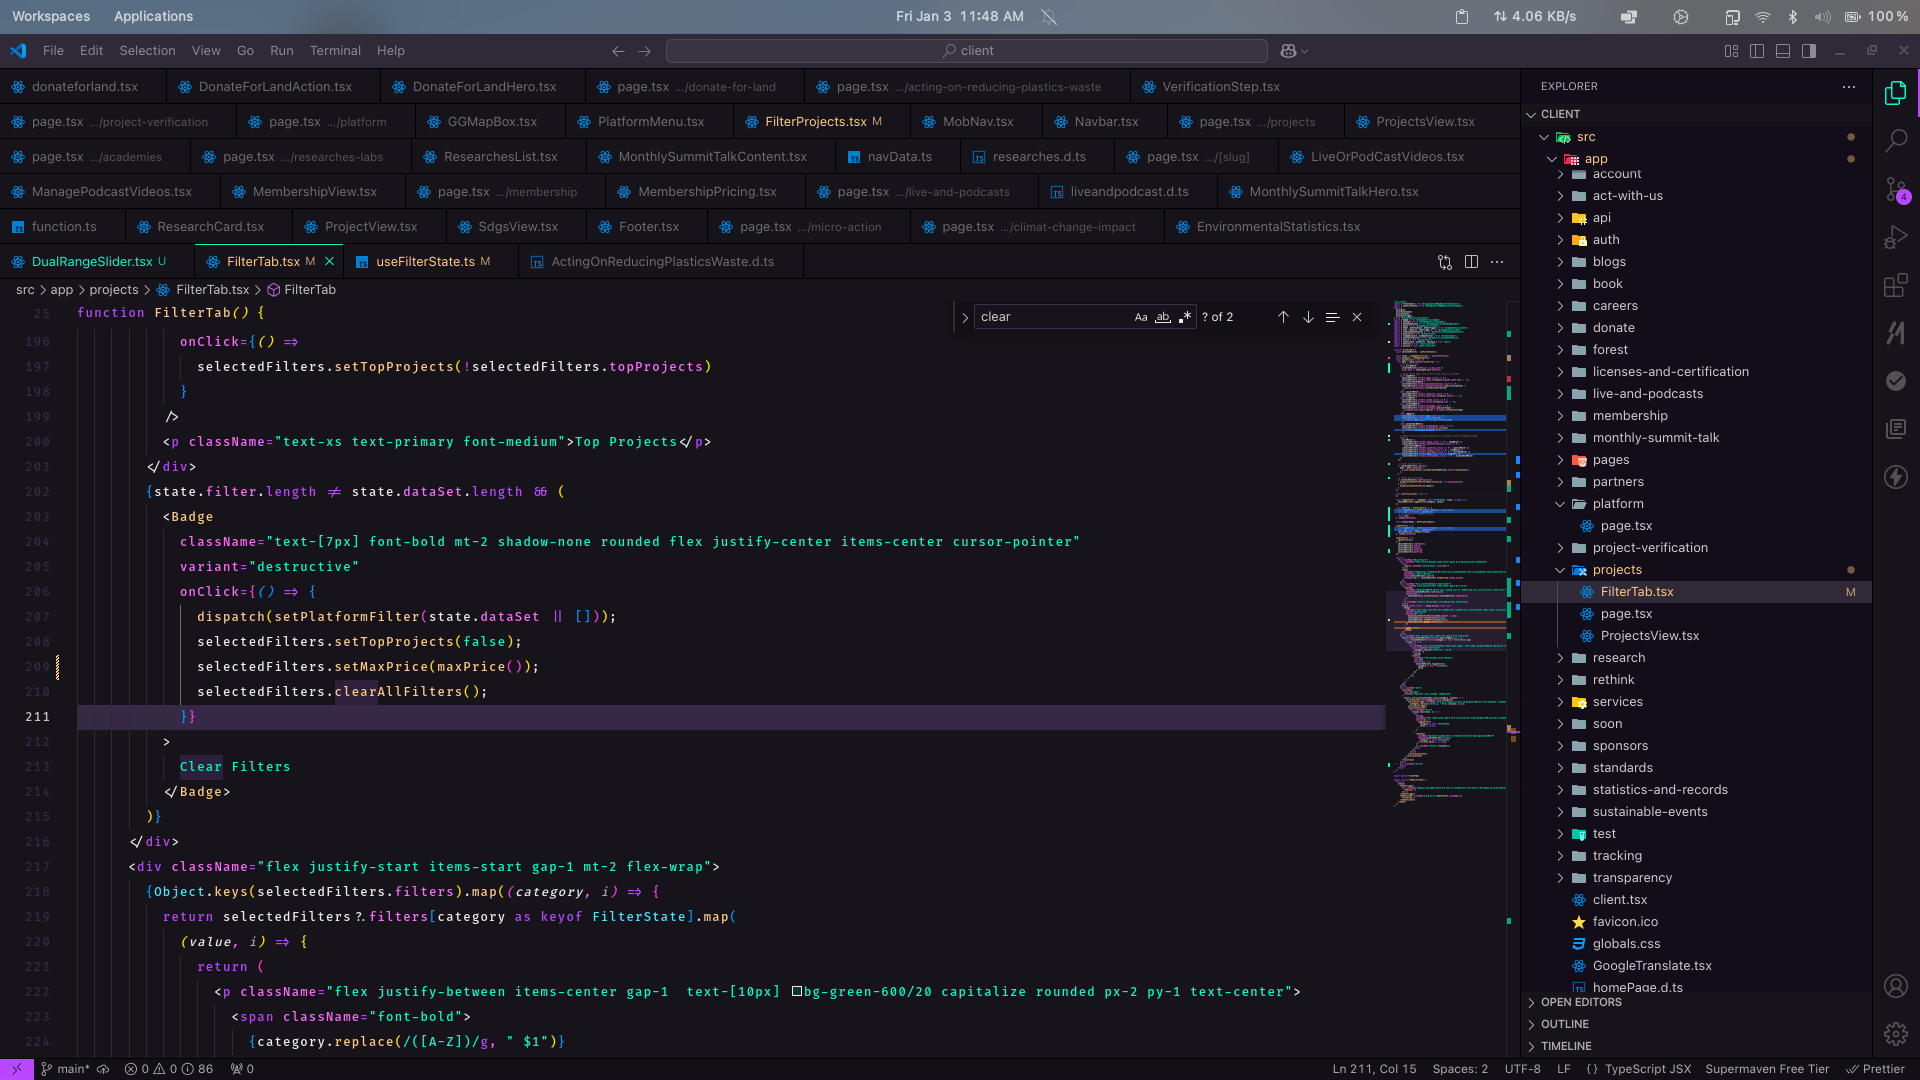 Workspaces Applications Fri Jan 3 11:48 AM 4.06 KB/s 100%
File Edit Selection View Go Run Terminal Help client
donateforland.tsx DonateForLandAction.tsx DonateForLandHero.tsx page.tsx .../donate-for-land page.tsx .../acting-on-reducing-plastics-waste VerificationStep.tsx
page.tsx .../project-verification page.tsx .../platform GGMapBox.tsx PlatformMenu.tsx FilterProjects.tsx M MobNav.tsx Navbar.tsx page.tsx .../projects ProjectsView.tsx
page.tsx .../academies page.tsx .../researches-labs ResearchesList.tsx MonthlySummitTalkContent.tsx navData.ts researches.d.ts page.tsx .../[slug] LiveOrPodCastVideos.tsx
ManagePodcastVideos.tsx MembershipView.tsx page.tsx .../membership MembershipPricing.tsx page.tsx .../live-and-podcasts liveandpodcast.d.ts MonthlySummitTalkHero.tsx
function.ts ResearchCard.tsx ProjectView.tsx SdgsView.tsx Footer.tsx page.tsx .../micro-action page.tsx .../climat-change-impact EnvironmentalStatistics.tsx
DualRangeSlider.tsx U FilterTab.tsx M useFilterState.ts M ActingOnReducingPlasticsWaste.d.ts
src > app > projects > FilterTab.tsx > FilterTab
clear Aa ab .* ? of 2
25 function FilterTab() {
196 onClick={() =>
197 selectedFilters.setTopProjects(!selectedFilters.topProjects)
198 }
199 />
200 <p className="text-xs text-primary font-medium">Top Projects</p>
201 </div>
202 {state.filter.length != state.dataSet.length && (
203 <Badge
204 className="text-[7px] font-bold mt-2 shadow-none rounded flex justify-center items-center cursor-pointer"
205 variant="destructive"
206 onClick={() => {
207 dispatch(setPlatformFilter(state.dataSet || []));
208 selectedFilters.setTopProjects(false);
209 selectedFilters.setMaxPrice(maxPrice());
210 selectedFilters.clearAllFilters();
211 }}
212 >
213 Clear Filters
214 </Badge>
215 )}
216 </div>
217 <div className="flex justify-start items-start gap-1 mt-2 flex-wrap">
218 {Object.keys(selectedFilters.filters).map((category, i) => {
219 return selectedFilters?.filters[category as keyof FilterState].map(
220 (value, i) => {
221 return (
222 <p className="flex justify-between items-center gap-1  text-[10px] bg-green-600/20 capitalize rounded px-2 py-1 text-center">
223 <span className="font-bold">
224 {category.replace(/([A-Z])/g, " $1")}
EXPLORER
CLIENT
src
app
account
act-with-us
api
auth
blogs
book
careers
donate
forest
licenses-and-certification
live-and-podcasts
membership
monthly-summit-talk
pages
partners
platform
page.tsx
project-verification
projects
FilterTab.tsx M
page.tsx
ProjectsView.tsx
research
rethink
services
soon
sponsors
standards
statistics-and-records
sustainable-events
test
tracking
transparency
client.tsx
favicon.ico
globals.css
GoogleTranslate.tsx
homePage.d.ts
OPEN EDITORS
OUTLINE
TIMELINE
4
main* 0 0 86 0 Ln 211, Col 15 Spaces: 2 UTF-8 LF {} TypeScript JSX Supermaven Free Tier Prettier